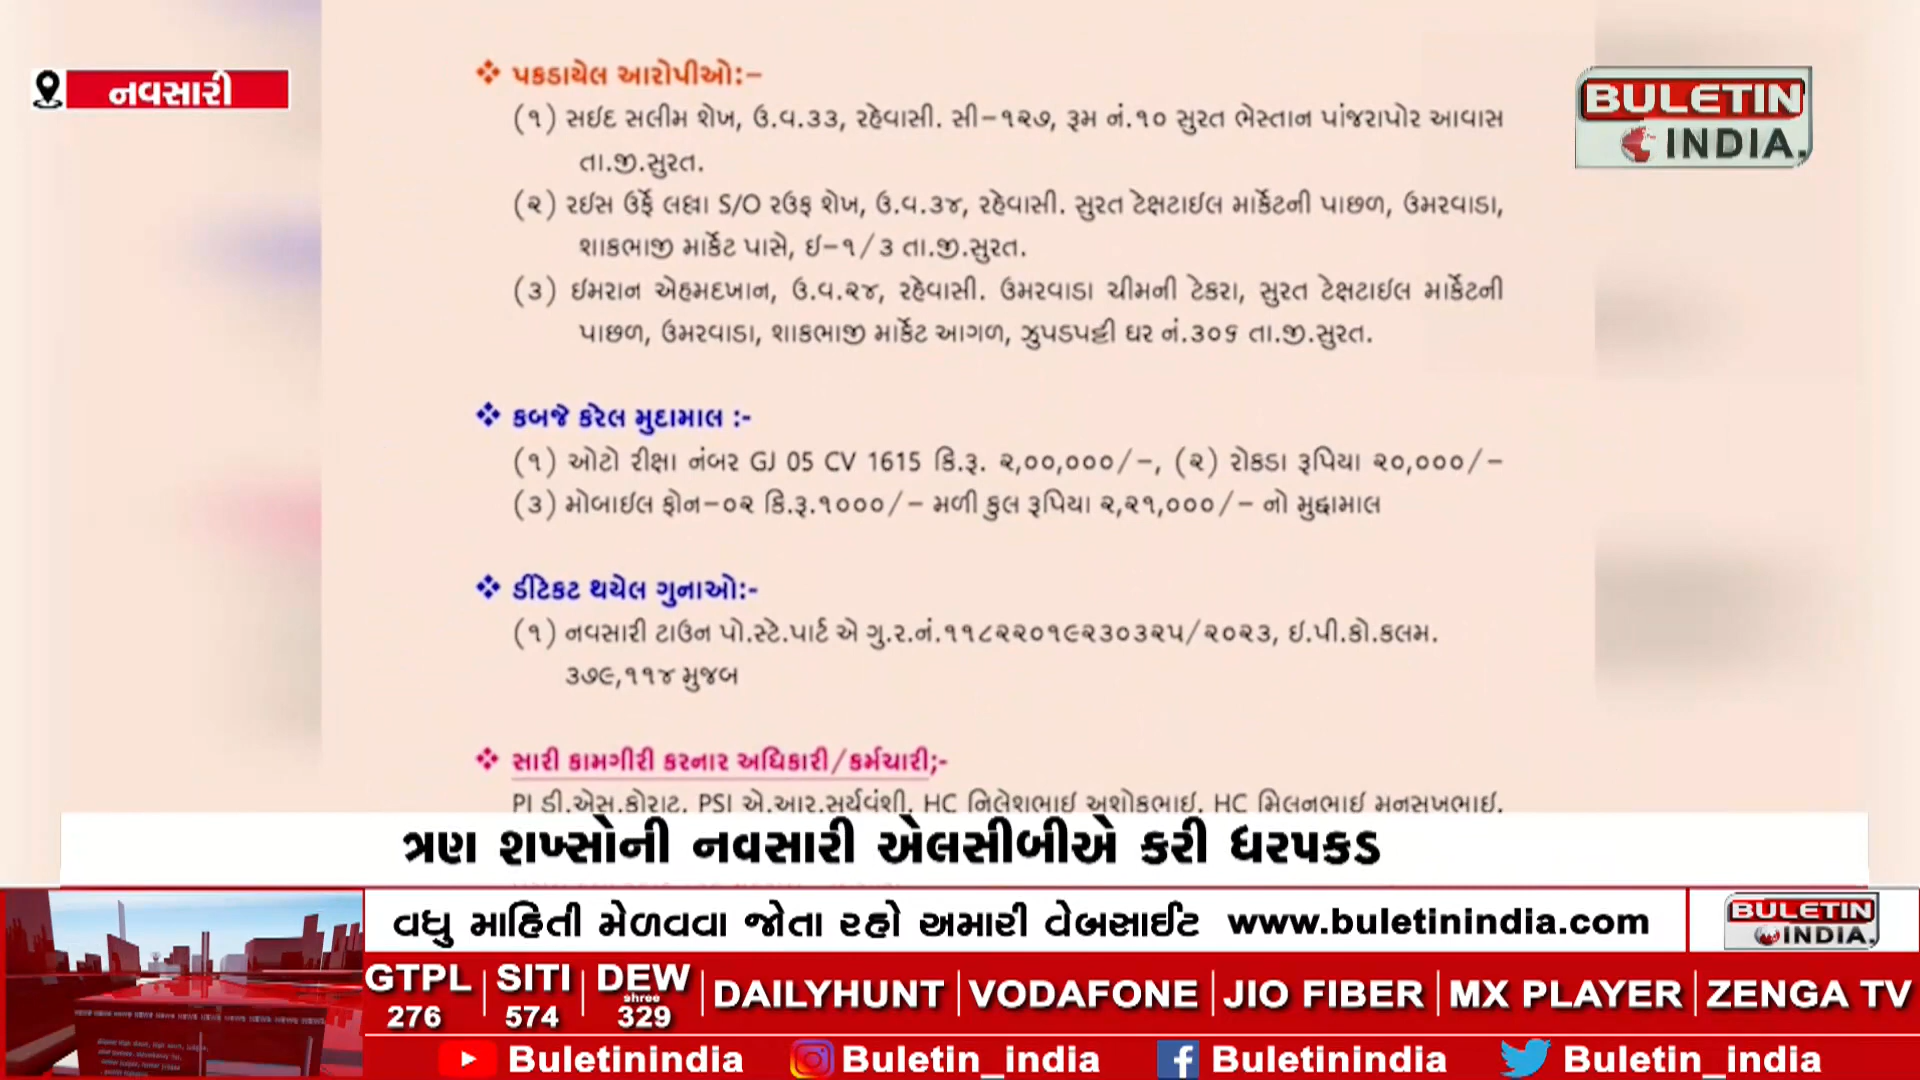 નવસારી
BULETIN
INDIA.
❖ પકડાયેલ આરોપીઓ:–
(૧) સઈદ સલીમ શેખ, ઉ.વ.૩૩, રહેવાસી. સી–૧૨૭, રૂમ નં.૧૦ સુરત ભેસ્તાન પાંજરાપોર આવાસ
તા.જી.સુરત.
(૨) રઈસ ઉર્ફે લલ્લા S/O રઉફ શેખ, ઉ.વ.૩૪, રહેવાસી. સુરત ટેક્ષટાઈલ માર્કેટની પાછળ, ઉમરવાડા,
શાકભાજી માર્કેટ પાસે, ઈ–૧/૩ તા.જી.સુરત.
(૩) ઈમરાન એહમદખાન, ઉ.વ.૨૪, રહેવાસી. ઉમરવાડા ચીમની ટેકરા, સુરત ટેક્ષટાઈલ માર્કેટની
પાછળ, ઉમરવાડા, શાકભાજી માર્કેટ આગળ, ઝુપડપટ્ટી ઘર નં.૩૦૬ તા.જી.સુરત.
❖ કબજે કરેલ મુદામાલ :-
(૧) ઓટો રીક્ષા નંબર GJ 05 CV 1615 કિ.રૂ. ૨,૦૦,૦૦૦/–, (૨) રોકડા રૂપિયા ૨૦,૦૦૦/–
(૩) મોબાઈલ ફોન–૦૨ કિ.રૂ.૧૦૦૦/– મળી કુલ રૂપિયા ૨,૨૧,૦૦૦/– નો મુદ્દામાલ
❖ ડીટેકટ થયેલ ગુનાઓ:-
(૧) નવસારી ટાઉન પો.સ્ટે.પાર્ટ એ ગુ.ર.નં.૧૧૮૨૨૦૧૯૨૩૦૩૨૫/૨૦૨૩, ઈ.પી.કો.કલમ.
૩૭૯,૧૧૪ મુજબ
❖ સારી કામગીરી કરનાર અધિકારી/કર્મચારી;-
PI ડી.એસ.કોરાટ, PSI એ.આર.સુર્યવંશી, HC નિલેશભાઈ અશોકભાઈ, HC મિલનભાઈ મનસુખભાઈ,
ત્રણ શખ્સોની નવસારી એલસીબીએ કરી ધરપકડ
વધુ માહિતી મેળવવા જોતા રહો અમારી વેબસાઈટ www.buletinindia.com
BULETIN
INDIA.
GTPL 276 | SITI 574 | DEW shree 329 | DAILYHUNT | VODAFONE | JIO FIBER | MX PLAYER | ZENGA TV
Buletinindia Buletin_india Buletinindia Buletin_india